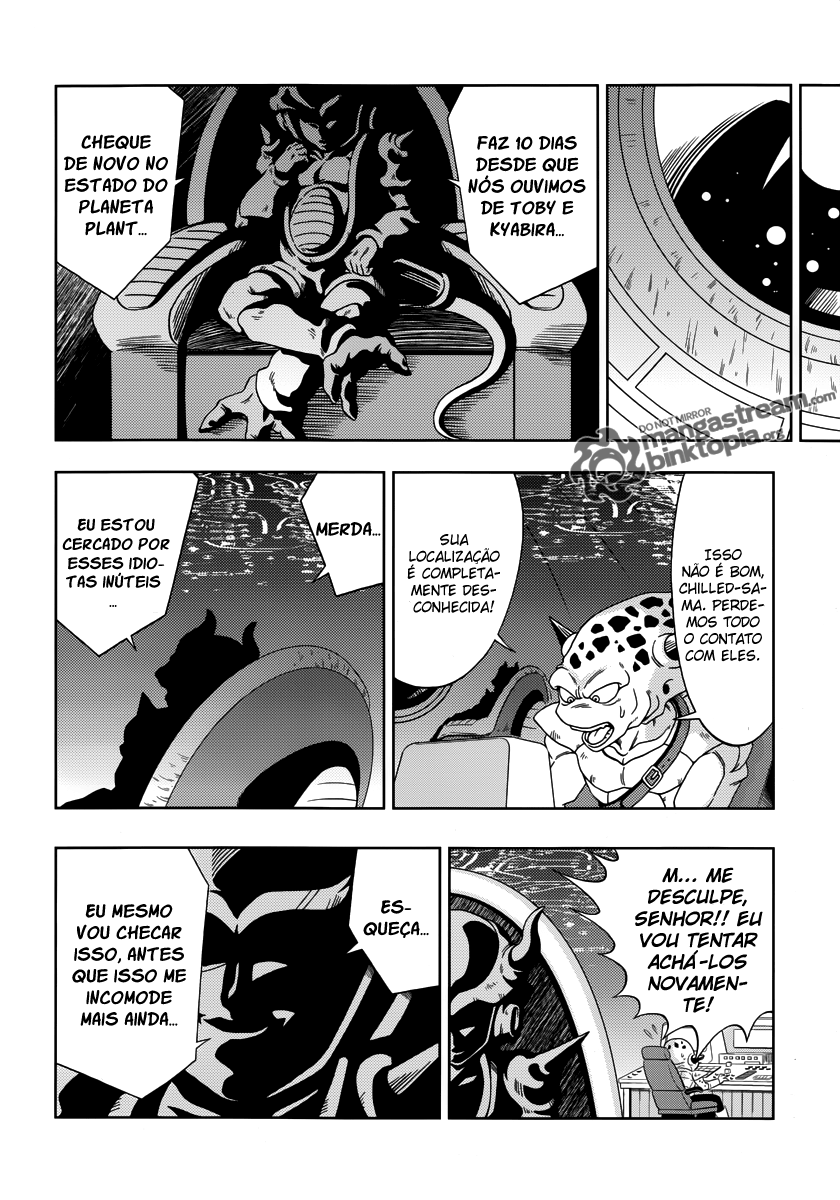 FAZ 10 DIAS
DESDE QUE
NÓS OUVIMOS
DE TOBY E
KYABIRA...
CHEQUE
DE NOVO NO
ESTADO DO
PLANETA
PLANT...
DO NOT MIRROR
mangastream.com
binktopia.org
ISSO
NÃO É BOM,
CHILLED-SA-
MA. PERDE-
MOS TODO
O CONTATO
COM ELES.
SUA
LOCALIZAÇÃO
É COMPLETA-
MENTE DES-
CONHECIDA!
MERDA...
EU ESTOU
CERCADO POR
ESSES IDIO-
TAS INÚTEIS
...
M... ME
DESCULPE,
SENHOR!! EU
VOU TENTAR
ACHÁ-LOS
NOVAMEN-
TE!
ES-
QUEÇA...
EU MESMO
VOU CHECAR
ISSO, ANTES
QUE ISSO ME
INCOMODE
MAIS AINDA...